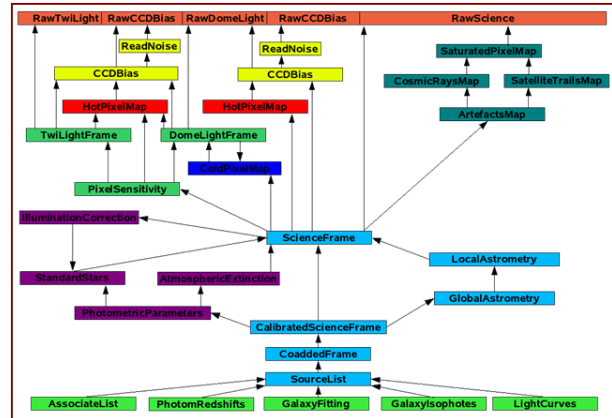 RawTwiLight RawCCDBias RawDomeLight RawCCDBias RawScience
ReadNoise ReadNoise SaturatedPixelMap
CCDBias CCDBias CosmicRaysMap SatelliteTrailsMap
HotPixelMap HotPixelMap ArtefactsMap
TwiLightFrame DomeLightFrame
ColdPixelMap
PixelSensitivity
IlluminationCorrection
ScienceFrame
LocalAstrometry
StandardStars AtmosphericExtinction
GlobalAstrometry
PhotometricParameters
CalibratedScienceFrame
CoaddedFrame
SourceList
AssociateList PhotomRedshifts GalaxyFitting GalaxyIsophotes LightCurves